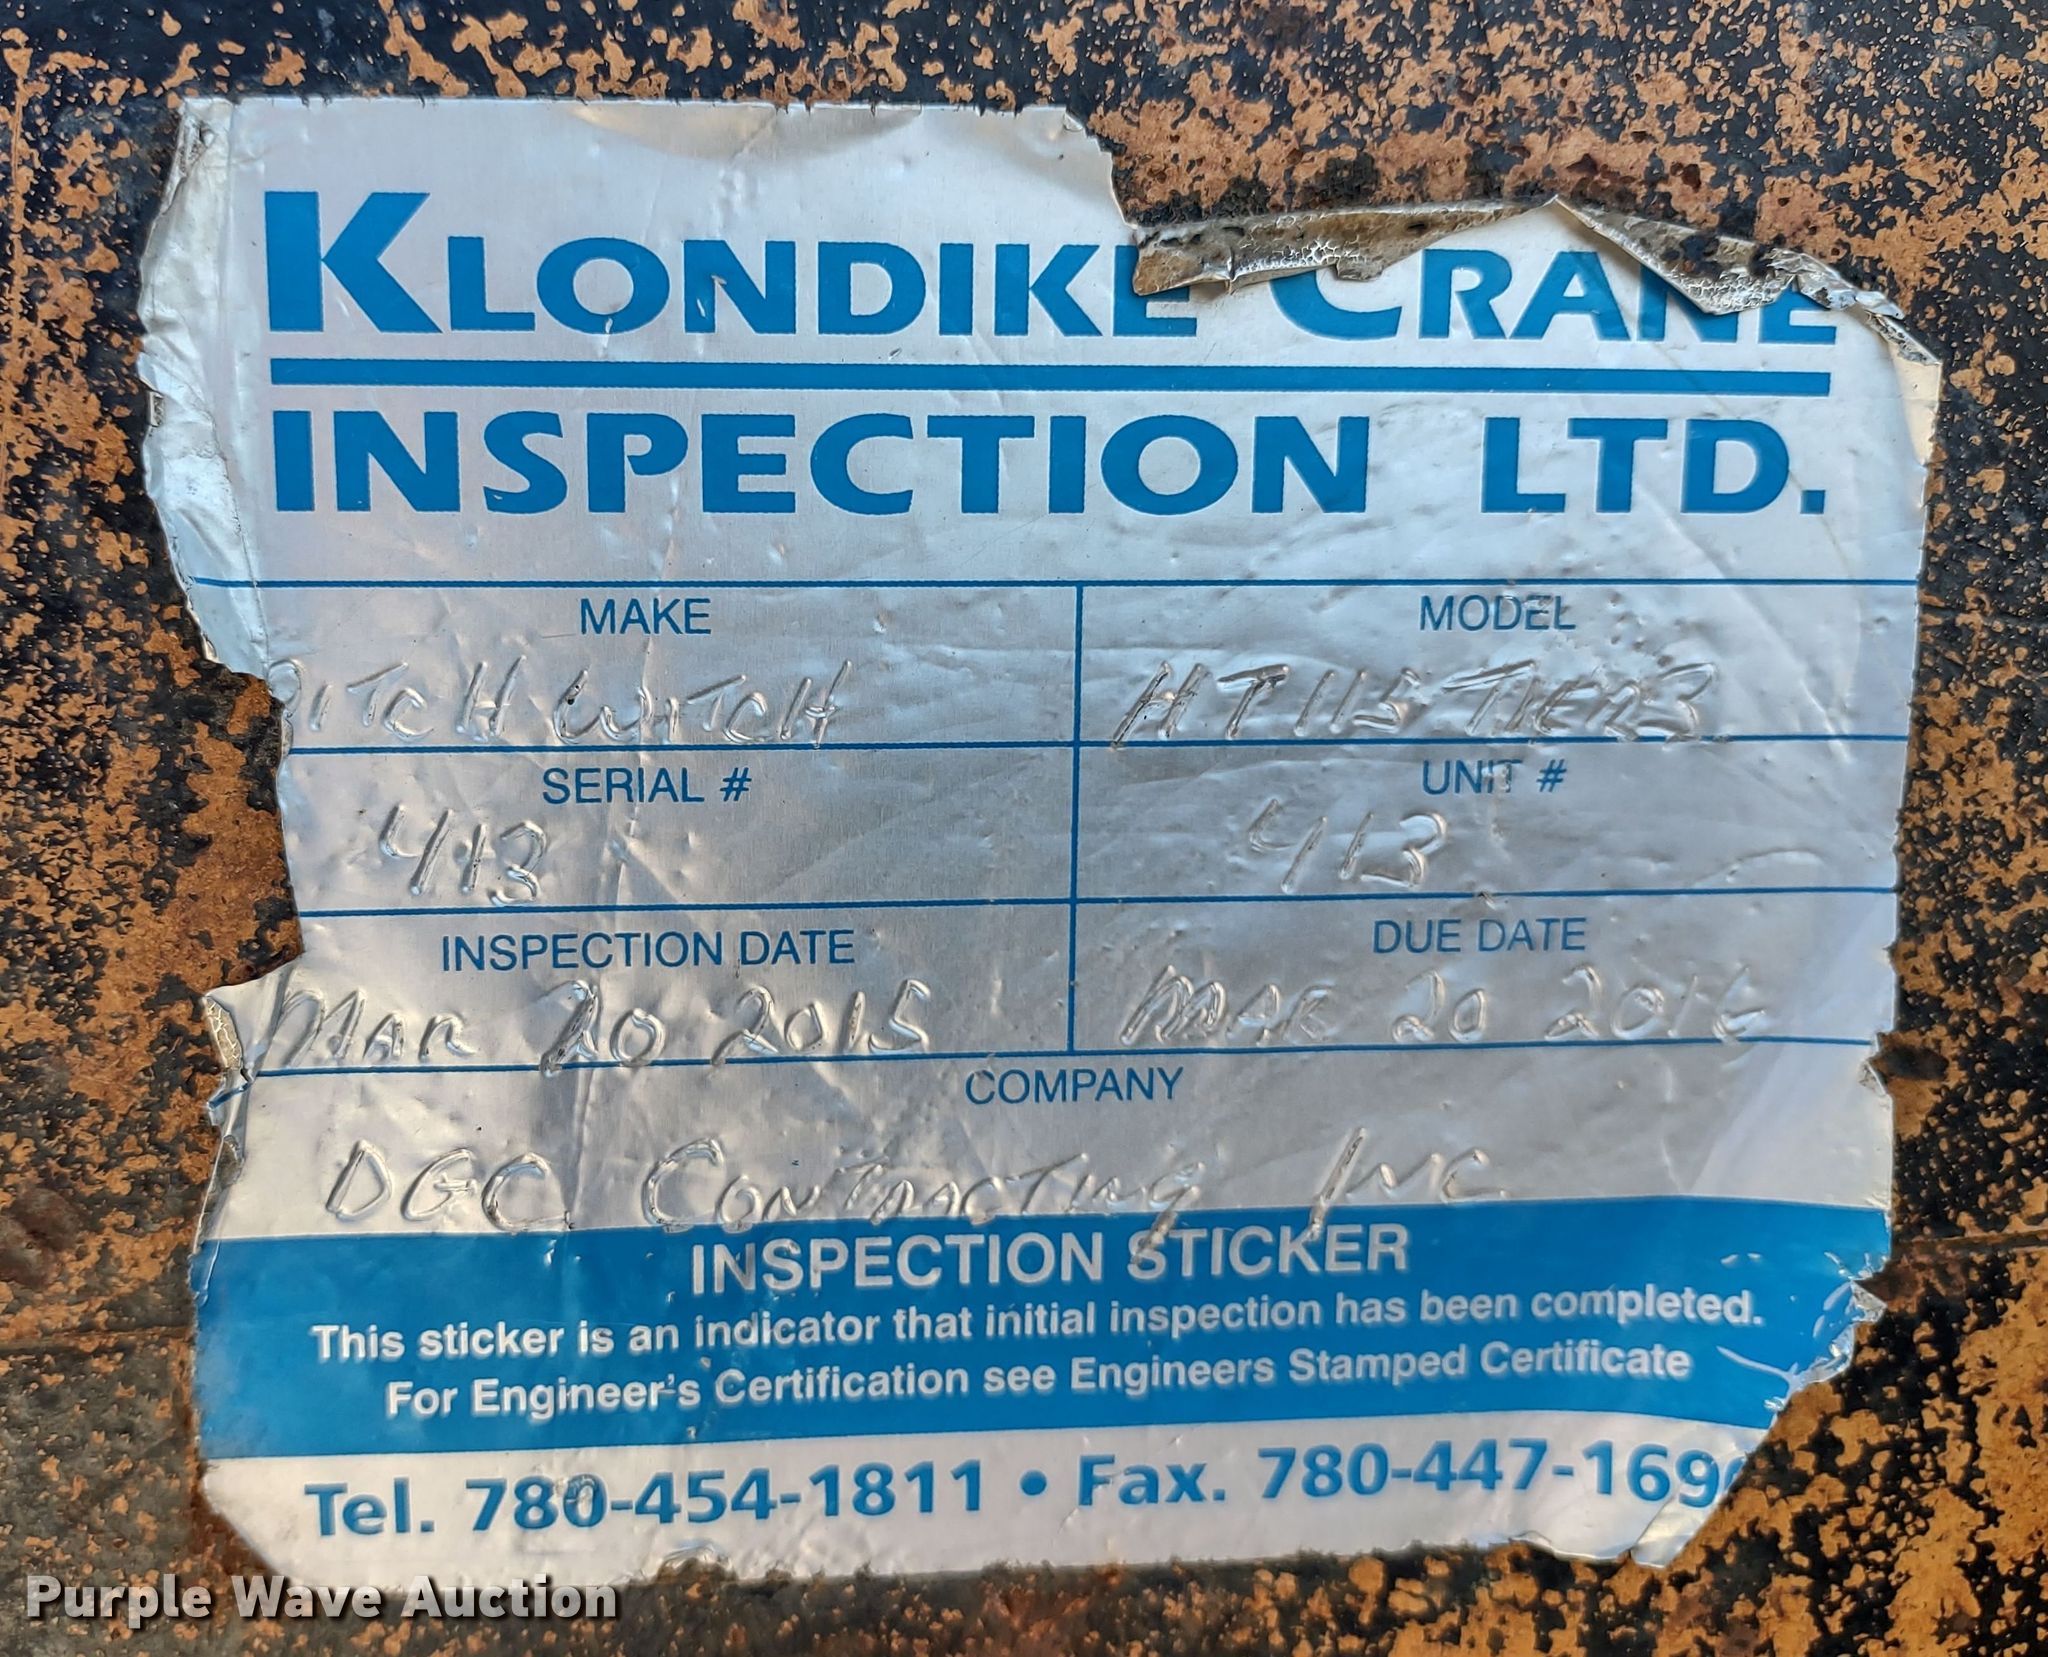 KLONDIKE CRANE
INSPECTION LTD.
MAKE MODEL
DITCH WITCH HT115 TIER3
SERIAL # UNIT #
413 413
INSPECTION DATE DUE DATE
MAR 20 2015 MAR 20 2016
COMPANY
DGC CONTRACTING INC
INSPECTION STICKER
This sticker is an indicator that initial inspection has been completed.
For Engineer's Certification see Engineers Stamped Certificate
Tel. 780-454-1811 • Fax. 780-447-169
Purple Wave Auction